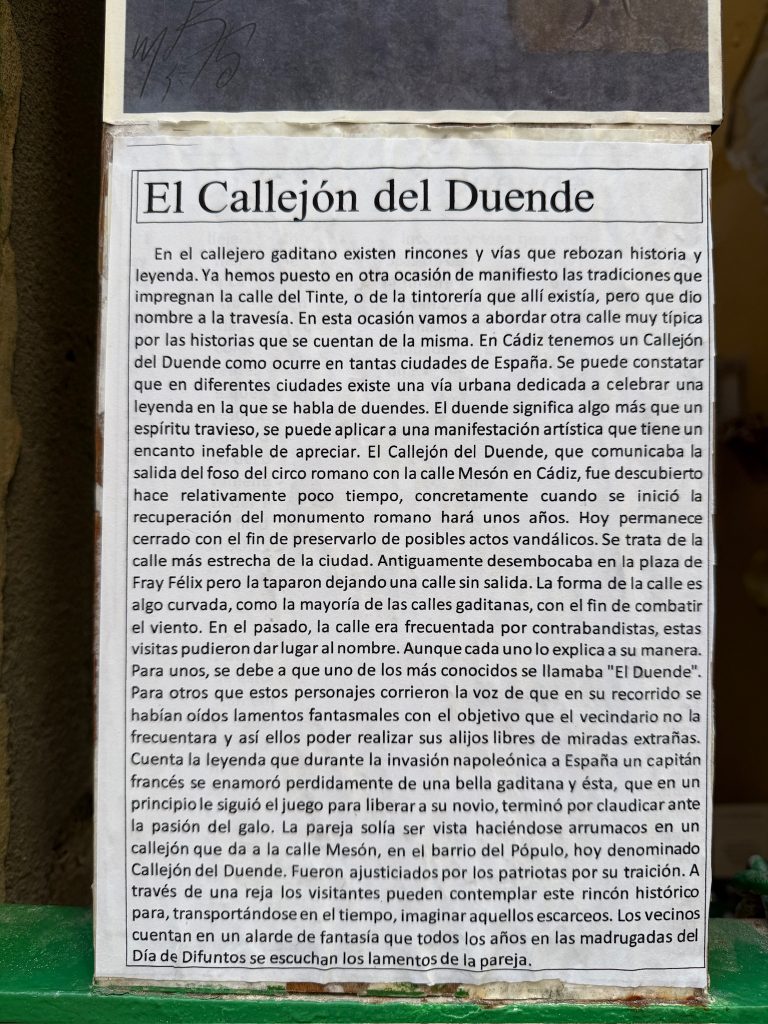 El Callejón del Duende
En el callejero gaditano existen rincones y vías que rebozan historia y
leyenda. Ya hemos puesto en otra ocasión de manifiesto las tradiciones que
impregnan la calle del Tinte, o de la tintorería que allí existía, pero que dio
nombre a la travesía. En esta ocasión vamos a abordar otra calle muy típica
por las historias que se cuentan de la misma. En Cádiz tenemos un Callejón
del Duende como ocurre en tantas ciudades de España. Se puede constatar
que en diferentes ciudades existe una vía urbana dedicada a celebrar una
leyenda en la que se habla de duendes. El duende significa algo más que un
espíritu travieso, se puede aplicar a una manifestación artística que tiene un
encanto inefable de apreciar. El Callejón del Duende, que comunicaba la
salida del foso del circo romano con la calle Mesón en Cádiz, fue descubierto
hace relativamente poco tiempo, concretamente cuando se inició la
recuperación del monumento romano hará unos años. Hoy permanece
cerrado con el fin de preservarlo de posibles actos vandálicos. Se trata de la
calle más estrecha de la ciudad. Antiguamente desembocaba en la plaza de
Fray Félix pero la taparon dejando una calle sin salida. La forma de la calle es
algo curvada, como la mayoría de las calles gaditanas, con el fin de combatir
el viento. En el pasado, la calle era frecuentada por contrabandistas, estas
visitas pudieron dar lugar al nombre. Aunque cada uno lo explica a su manera.
Para unos, se debe a que uno de los más conocidos se llamaba "El Duende".
Para otros que estos personajes corrieron la voz de que en su recorrido se
habían oídos lamentos fantasmales con el objetivo que el vecindario no la
frecuentara y así ellos poder realizar sus alijos libres de miradas extrañas.
Cuenta la leyenda que durante la invasión napoleónica a España un capitán
francés se enamoró perdidamente de una bella gaditana y ésta, que en un
principio le siguió el juego para liberar a su novio, terminó por claudicar ante
la pasión del galo. La pareja solía ser vista haciéndose arrumacos en un
callejón que da a la calle Mesón, en el barrio del Pópulo, hoy denominado
Callejón del Duende. Fueron ajusticiados por los patriotas por su traición. A
través de una reja los visitantes pueden contemplar este rincón histórico
para, transportándose en el tiempo, imaginar aquellos escarceos. Los vecinos
cuentan en un alarde de fantasía que todos los años en las madrugadas del
Día de Difuntos se escuchan los lamentos de la pareja.